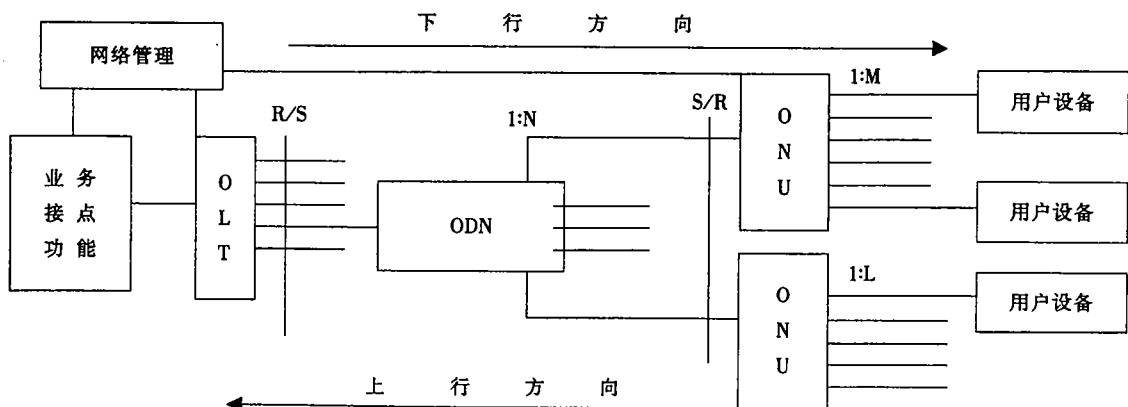 下行方向
网络管理
1:M
用户设备
R/S
1:N
S/R
O
N
U
业务
接点
功能
O
L
T
ODN
用户设备
1:L
用户设备
O
N
U
上行方向